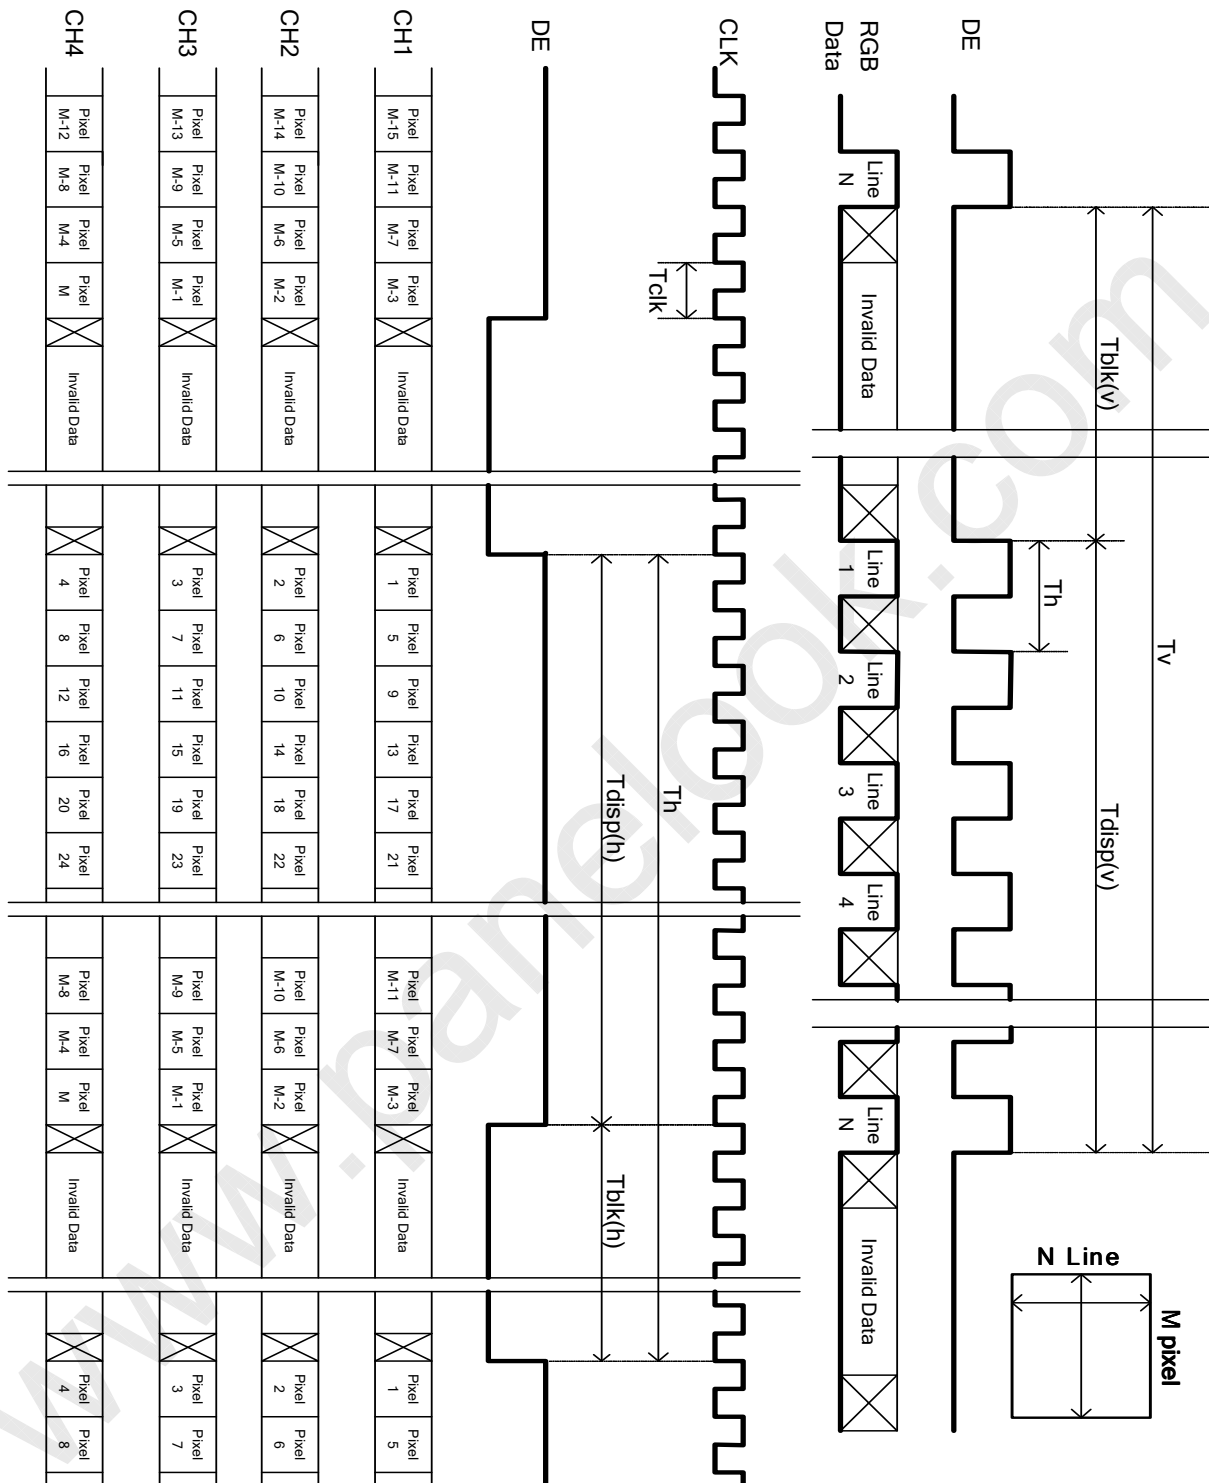 DE
RGB
Data
Line
N
Invalid Data
Line
1
Line
2
Line
3
Line
4
Line
N
Invalid Data
Tv
Tblk(v)
Tdisp(v)
Th
N Line
M pixel
CLK
Tclk
Th
Tdisp(h)
Tblk(h)
DE
CH1
Pixel M-15
Pixel M-11
Pixel M-7
Pixel M-3
Invalid Data
Pixel 1
Pixel 5
Pixel 9
Pixel 13
Pixel 17
Pixel 21
Pixel M-11
Pixel M-7
Pixel M-3
Invalid Data
Pixel 1
Pixel 5
CH2
Pixel M-14
Pixel M-10
Pixel M-6
Pixel M-2
Invalid Data
Pixel 2
Pixel 6
Pixel 10
Pixel 14
Pixel 18
Pixel 22
Pixel M-10
Pixel M-6
Pixel M-2
Invalid Data
Pixel 2
Pixel 6
CH3
Pixel M-13
Pixel M-9
Pixel M-5
Pixel M-1
Invalid Data
Pixel 3
Pixel 7
Pixel 11
Pixel 15
Pixel 19
Pixel 23
Pixel M-9
Pixel M-5
Pixel M-1
Invalid Data
Pixel 3
Pixel 7
CH4
Pixel M-12
Pixel M-8
Pixel M-4
Pixel M
Invalid Data
Pixel 4
Pixel 8
Pixel 12
Pixel 16
Pixel 20
Pixel 24
Pixel M-8
Pixel M-4
Pixel M
Invalid Data
Pixel 4
Pixel 8
www.panelook.com